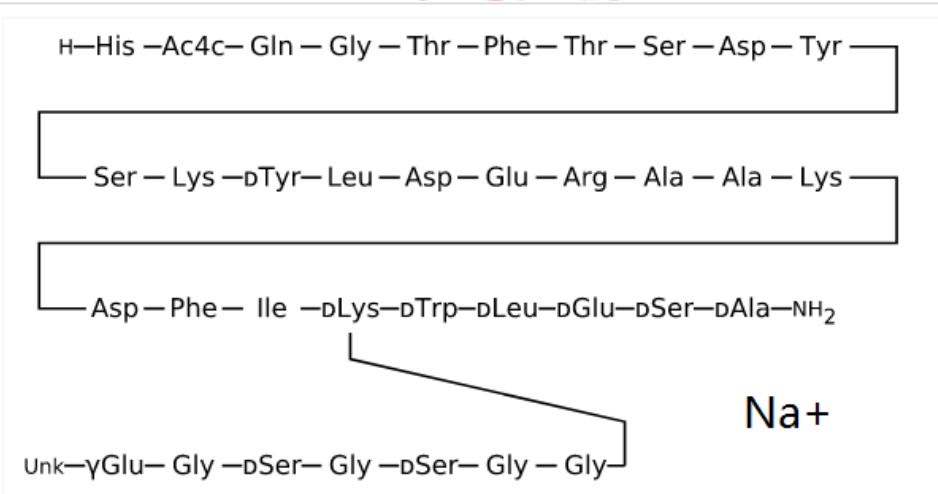 H—His—Ac4c—Gln—Gly—Thr—Phe—Thr—Ser—Asp—Tyr
Ser—Lys—DTyr—Leu—Asp—Glu—Arg—Ala—Ala—Lys
Asp—Phe—Ile—DLys—DTrp—DLeu—DGlu—DSer—DAla—NH2
Na+
Unk—γGlu—Gly—DSer—Gly—DSer—Gly—Gly